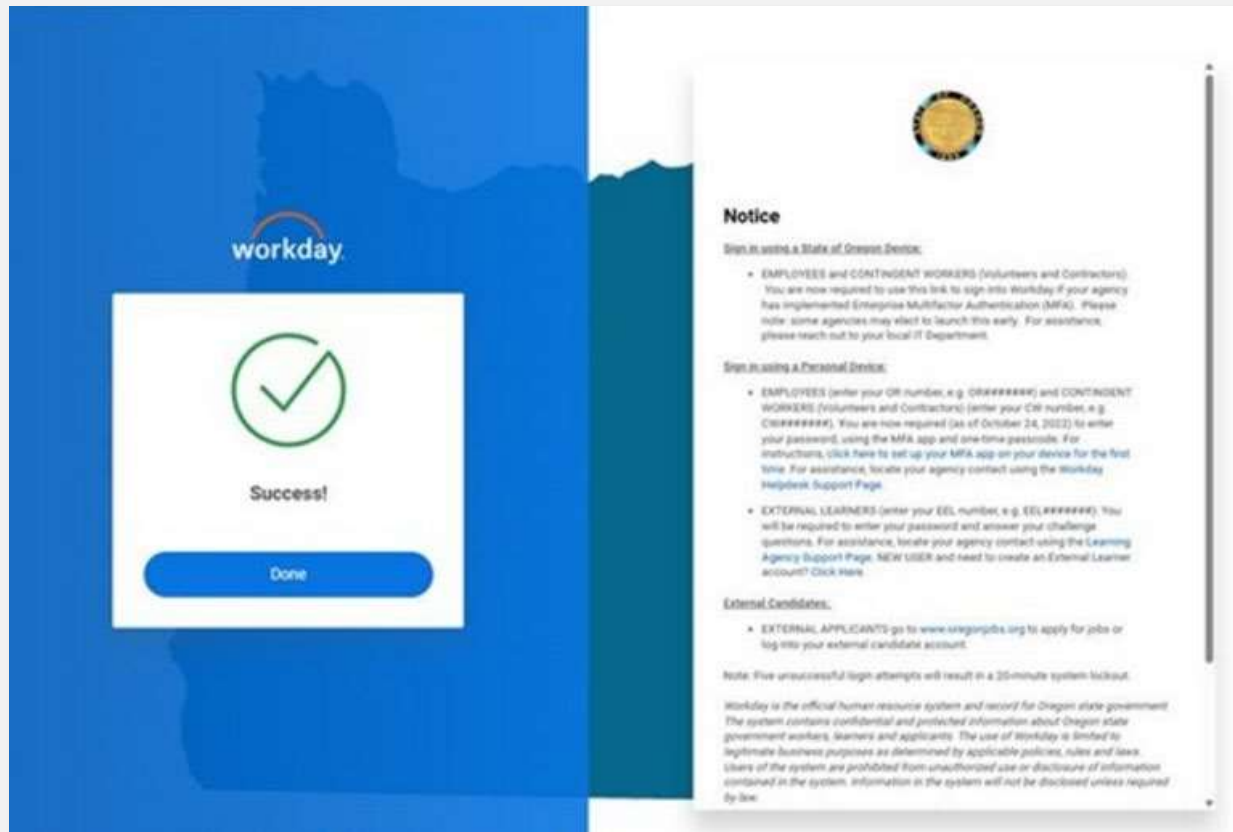 workday.
Success!
Done
Notice
Sign in using a State of Oregon Device:
• EMPLOYEES and CONTINGENT WORKERS (Volunteers and Contractors):
You are now required to use this link to sign into Workday if your agency
has implemented Enterprise Multifactor Authentication (MFA). Please
note: some agencies may elect to launch this early. For assistance,
please reach out to your local IT Department.
Sign in using a Personal Device:
• EMPLOYEES (enter your OR number, e.g. OR#######) and CONTINGENT
WORKERS (Volunteers and Contractors) (enter your CW number, e.g.
CW#######). You are now required (as of October 24, 2022) to enter
your password, using the MFA app and one-time passcode. For
instructions, click here to set up your MFA app on your device for the first
time. For assistance, locate your agency contact using the Workday
Helpdesk Support Page.
• EXTERNAL LEARNERS (enter your EEL number, e.g. EEL#######). You
will be required to enter your password and answer your challenge
questions. For assistance, locate your agency contact using the Learning
Agency Support Page. NEW USER and need to create an External Learner
account? Click Here.
External Candidates:
• EXTERNAL APPLICANTS go to www.oregonjobs.org to apply for jobs or
log into your external candidate account.
Note: Five unsuccessful login attempts will result in a 20-minute system lockout.
Workday is the official human resource system and record for Oregon state government.
The system contains confidential and protected information about Oregon state
government workers, learners and applicants. The use of Workday is limited to
legitimate business purposes as determined by applicable policies, rules and laws.
Users of the system are prohibited from unauthorized use or disclosure of information
contained in the system. Information in the system will not be disclosed unless required
by law.